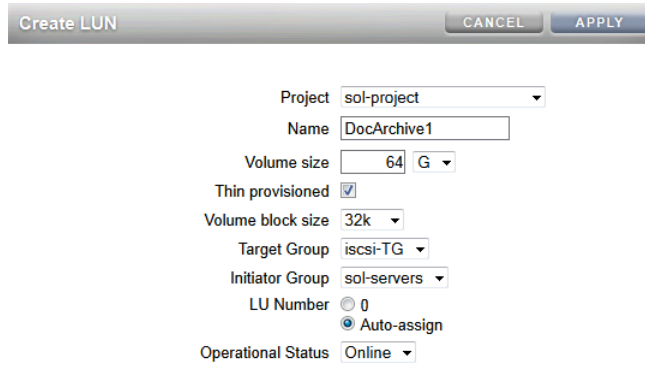 Create LUN CANCEL APPLY
Project sol-project
Name DocArchive1
Volume size 64 G
Thin provisioned
Volume block size 32k
Target Group iscsi-TG
Initiator Group sol-servers
LU Number 0
Auto-assign
Operational Status Online